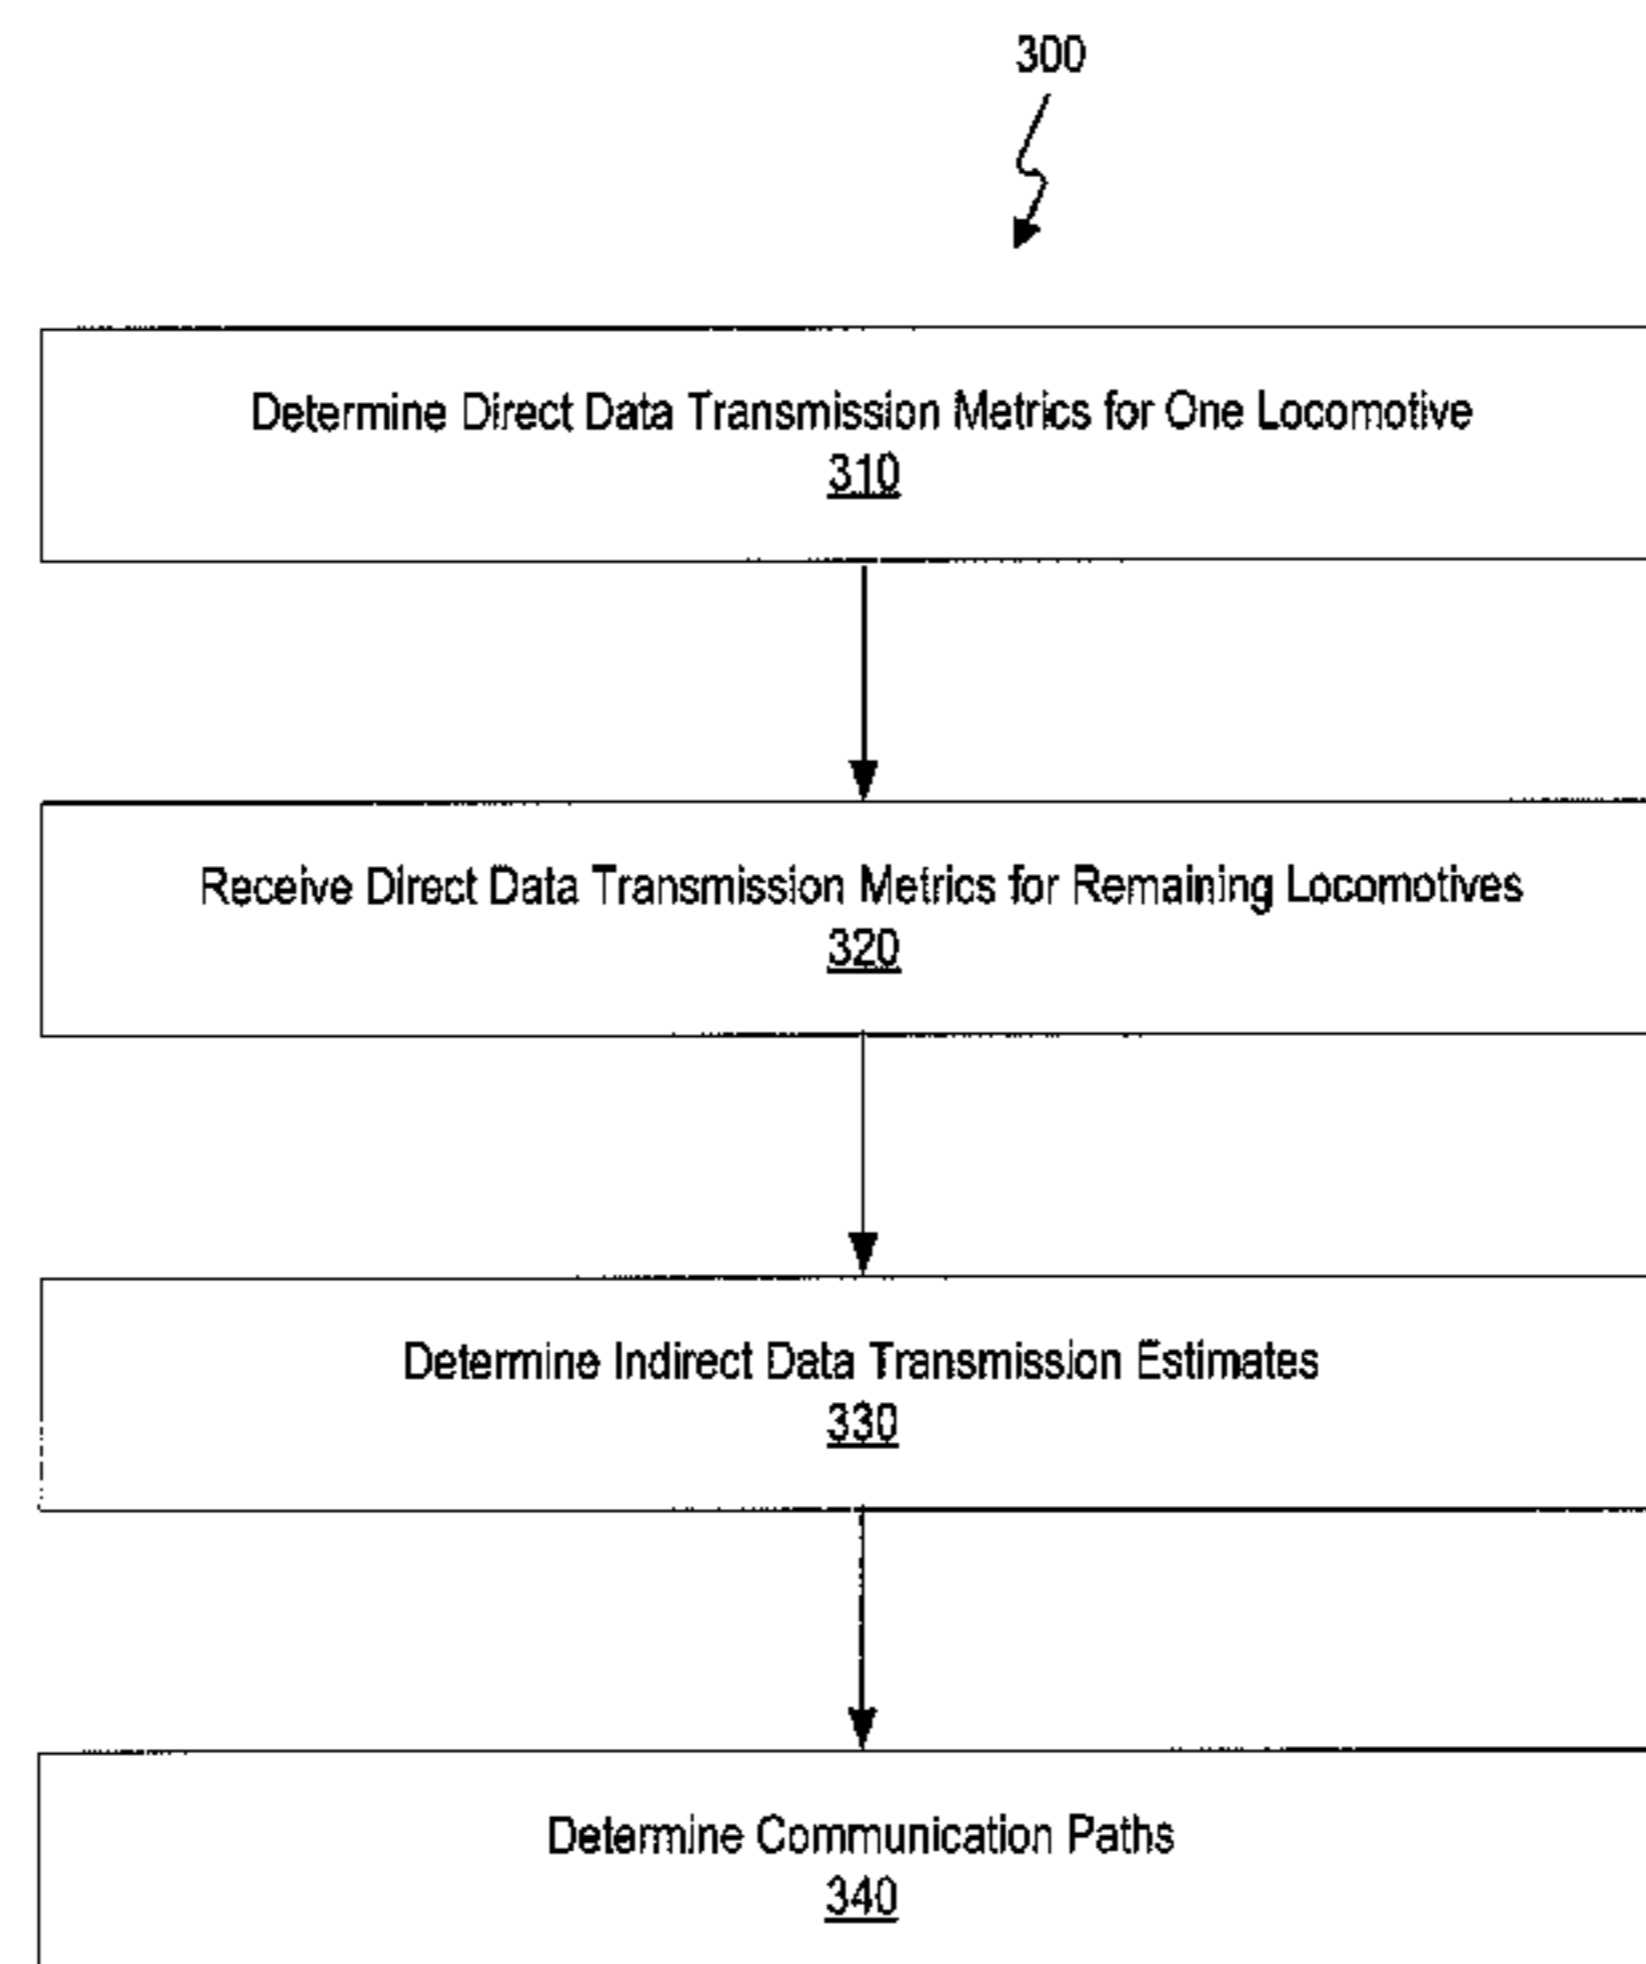 300
Determine Direct Data Transmission Metrics for One Locomotive
310
Receive Direct Data Transmission Metrics for Remaining Locomotives
320
Determine Indirect Data Transmission Estimates
330
Determine Communication Paths
340